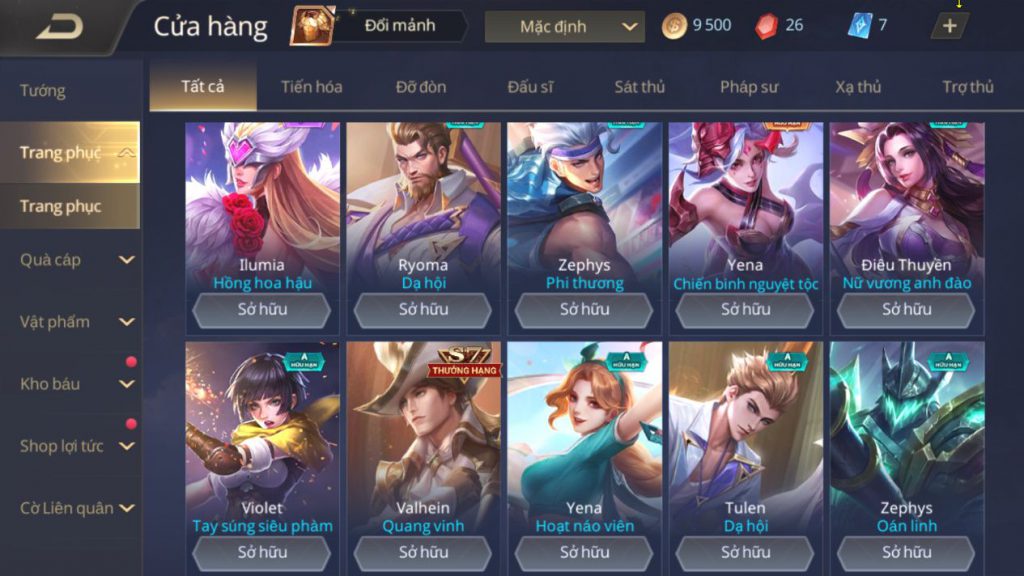 Cửa hàng
Đổi mảnh
Mặc định
9 500
26
7
+
Tướng
Trang phục
Trang phục
Quà cáp
Vật phẩm
Kho báu
Shop lợi tức
Cờ Liên quân
Tất cả
Tiến hóa
Đỡ đòn
Đấu sĩ
Sát thủ
Pháp sư
Xạ thủ
Trợ thủ
Ilumia
Hồng hoa hậu
Sở hữu
Ryoma
Dạ hội
Sở hữu
Zephys
Phi thương
Sở hữu
Yena
Chiến binh nguyệt tộc
Sở hữu
Điêu Thuyền
Nữ vương anh đào
Sở hữu
A
HỮU HẠN
Violet
Tay súng siêu phàm
Sở hữu
S7
THƯỞNG HẠNG
Valhein
Quang vinh
Sở hữu
A
HỮU HẠN
Yena
Hoạt náo viên
Sở hữu
A
HỮU HẠN
Tulen
Dạ hội
Sở hữu
A
HỮU HẠN
Zephys
Oán linh
Sở hữu